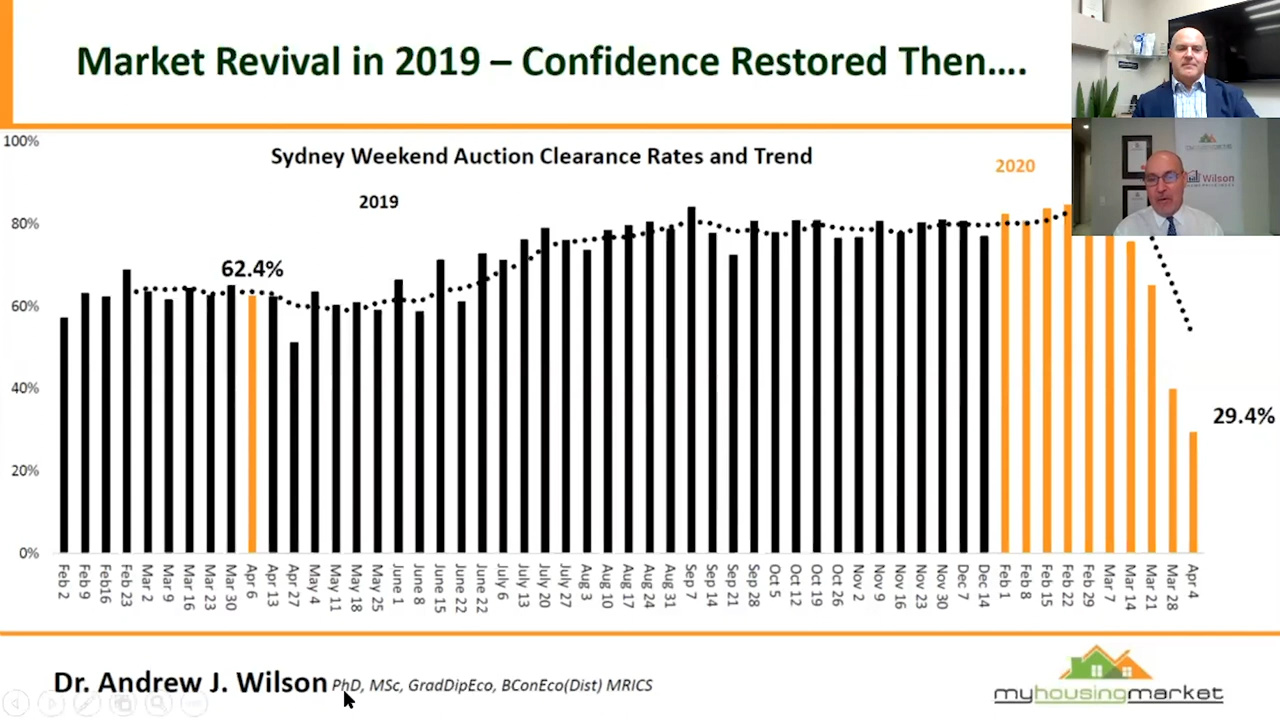 Market Revival in 2019 – Confidence Restored Then….
Sydney Weekend Auction Clearance Rates and Trend
2019
2020
100%
80%
60%
40%
20%
0%
62.4%
29.4%
Feb 2
Feb 9
Feb16
Feb 23
Mar 2
Mar 9
Mar 16
Mar 23
Mar 30
Apr 6
Apr 13
Apr 27
May 4
May 11
May 18
May 25
June 1
June 8
June 15
June 22
June 22
July 6
July 13
July 20
July 27
Aug 3
Aug 10
Aug 17
Aug 24
Aug 31
Sep 7
Sep 14
Sep 21
Sep 28
Oct 5
Oct 12
Oct 19
Oct 26
Nov 2
Nov 9
Nov 16
Nov 23
Nov 30
Dec 7
Dec 14
Feb 1
Feb 8
Feb 15
Feb 22
Feb 29
Mar 7
Mar 14
Mar 21
Mar 28
Apr 4
Wilson
Dr. Andrew J. Wilson PhD, MSc, GradDipEco, BConEco(Dist) MRICS
myhousingmarket